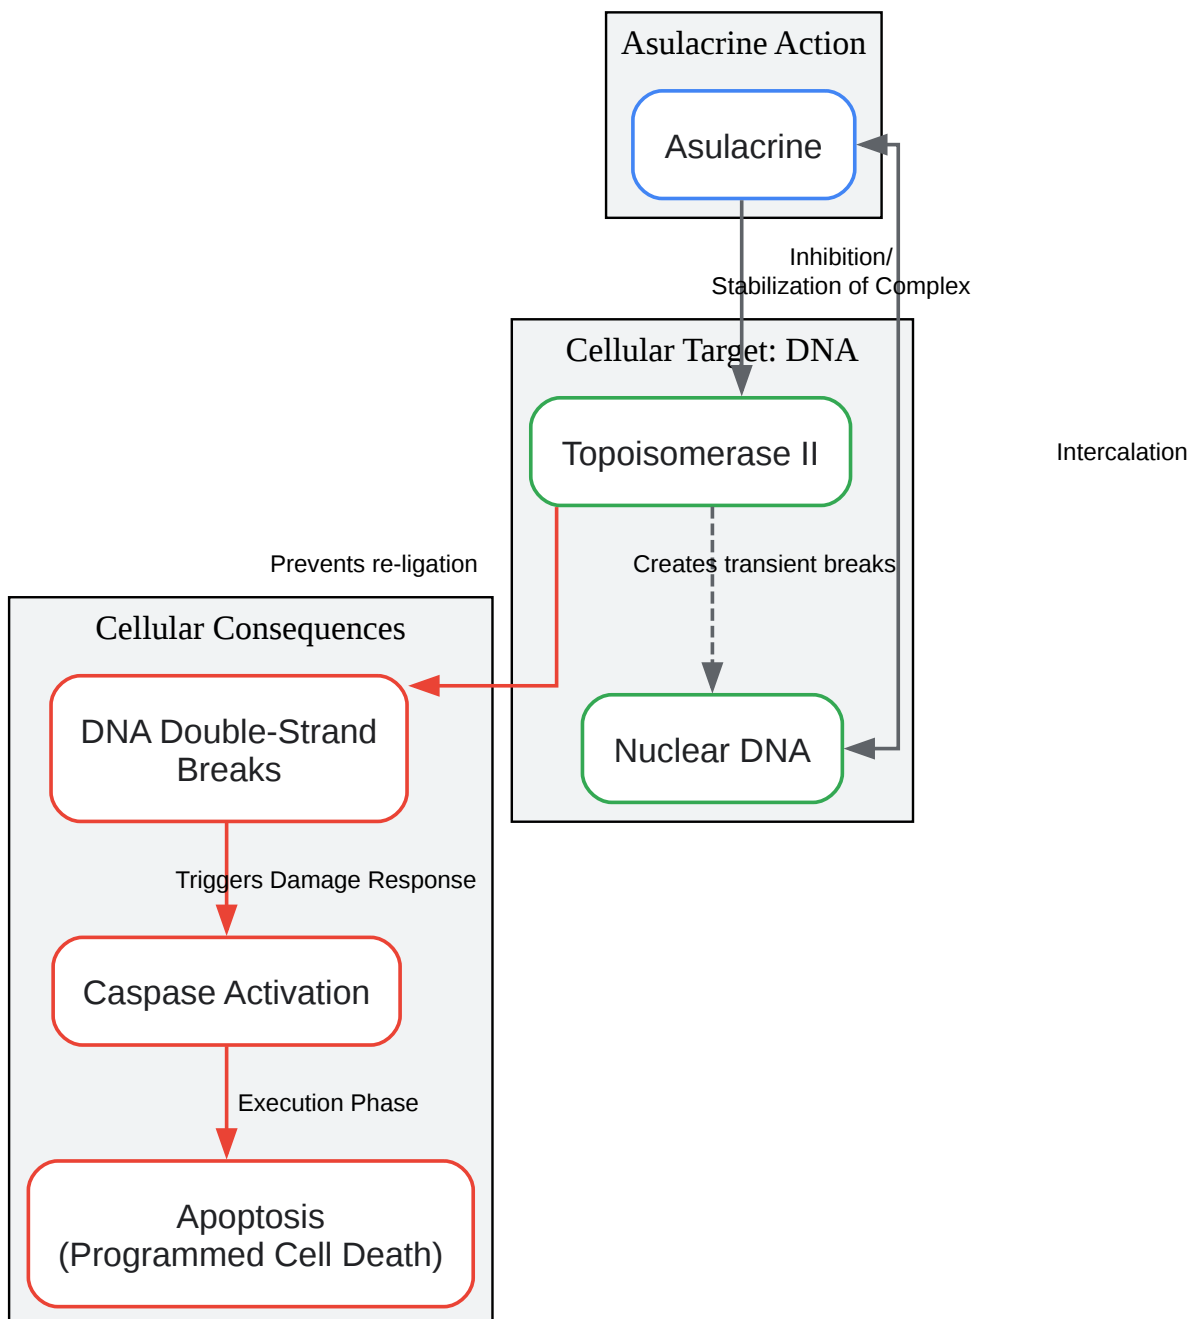 Asulacrine Action
Asulacrine
Inhibition/
Stabilization of Complex
Cellular Target: DNA
Topoisomerase II
Intercalation
Prevents re-ligation
Creates transient breaks
Cellular Consequences
DNA Double-Strand
Breaks
Nuclear DNA
Triggers Damage Response
Caspase Activation
Execution Phase
Apoptosis
(Programmed Cell Death)